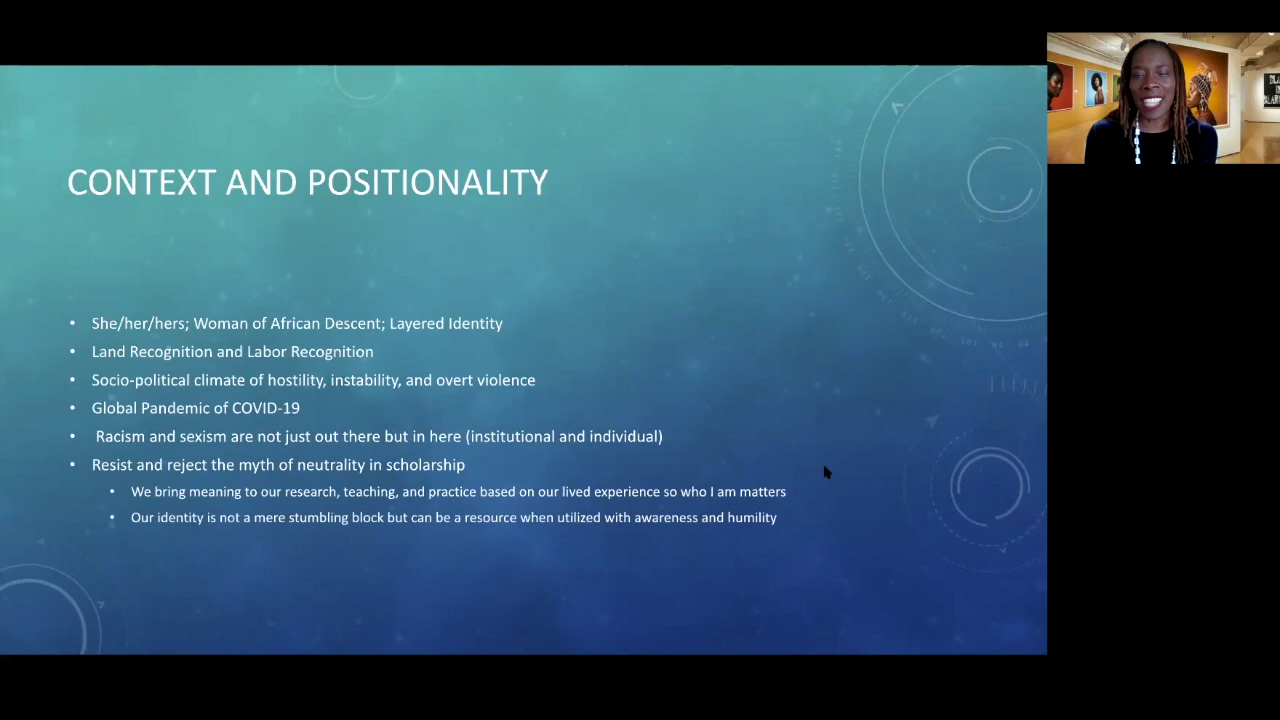 CONTEXT AND POSITIONALITY
• She/her/hers; Woman of African Descent; Layered Identity
• Land Recognition and Labor Recognition
• Socio-political climate of hostility, instability, and overt violence
• Global Pandemic of COVID-19
• Racism and sexism are not just out there but in here (institutional and individual)
• Resist and reject the myth of neutrality in scholarship
• We bring meaning to our research, teaching, and practice based on our lived experience so who I am matters
• Our identity is not a mere stumbling block but can be a resource when utilized with awareness and humility